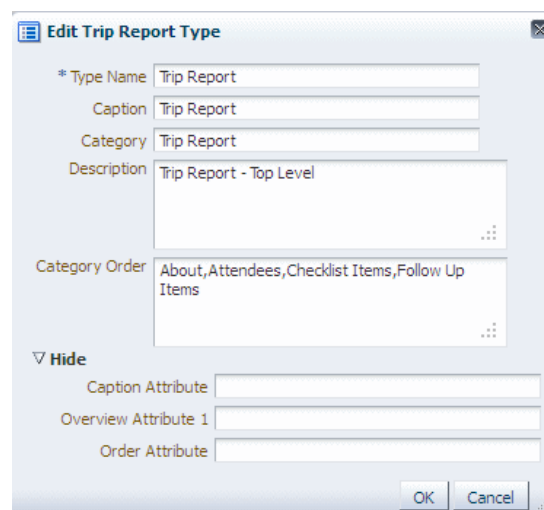 Edit Trip Report Type
* Type Name Trip Report
Caption Trip Report
Category Trip Report
Description Trip Report - Top Level
Category Order About,Attendees,Checklist Items,Follow Up
Items
Hide
Caption Attribute
Overview Attribute 1
Order Attribute
OK Cancel